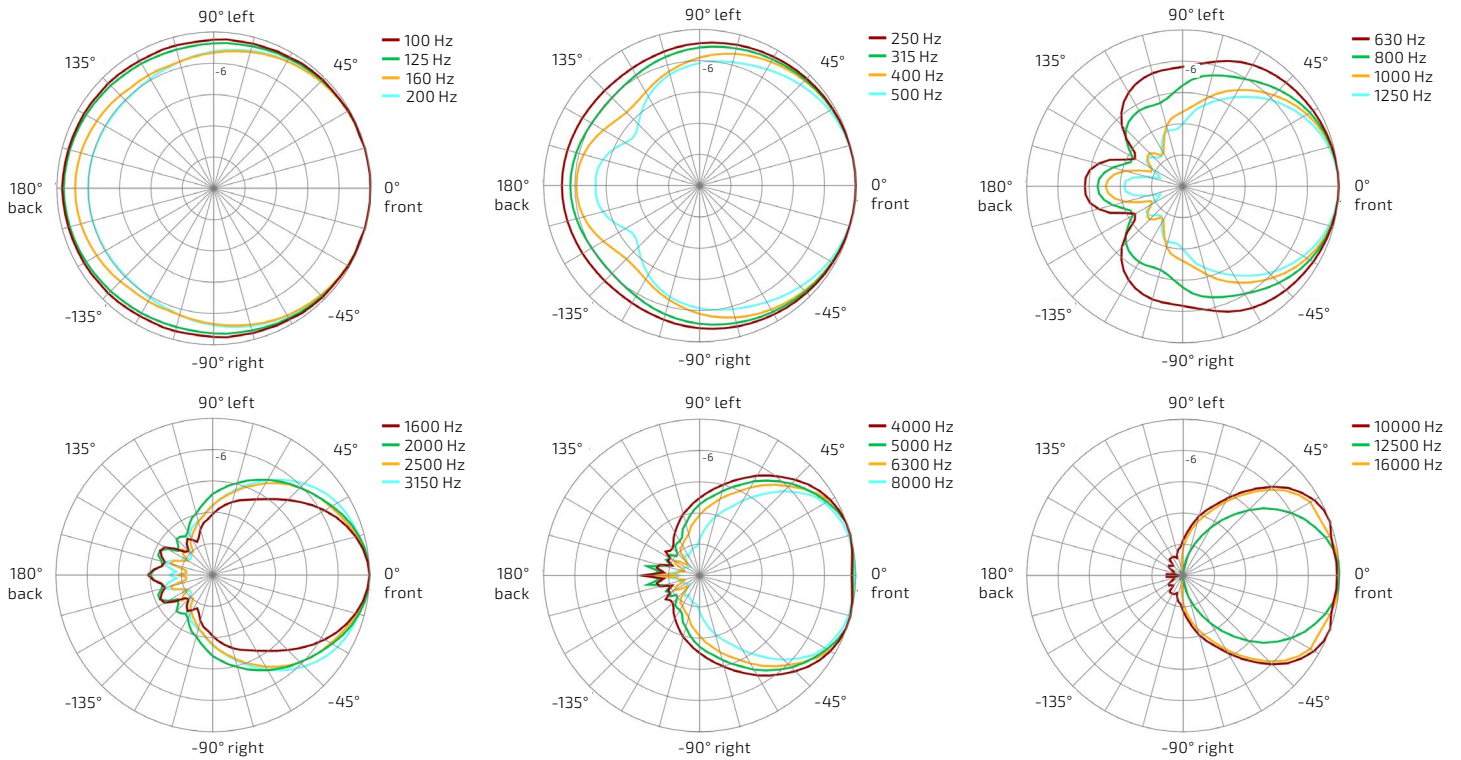 90° left
135°
45°
-6
180°
back
0°
front
-135°
-45°
-90° right
100 Hz
125 Hz
160 Hz
200 Hz
90° left
135°
45°
-6
180°
back
0°
front
-135°
-45°
-90° right
250 Hz
315 Hz
400 Hz
500 Hz
90° left
135°
45°
-6
180°
back
0°
front
-135°
-45°
-90° right
630 Hz
800 Hz
1000 Hz
1250 Hz
90° left
135°
45°
-6
180°
back
0°
front
-135°
-45°
-90° right
1600 Hz
2000 Hz
2500 Hz
3150 Hz
90° left
135°
45°
-6
180°
back
0°
front
-135°
-45°
-90° right
4000 Hz
5000 Hz
6300 Hz
8000 Hz
90° left
135°
45°
-6
180°
back
0°
front
-135°
-45°
-90° right
10000 Hz
12500 Hz
16000 Hz